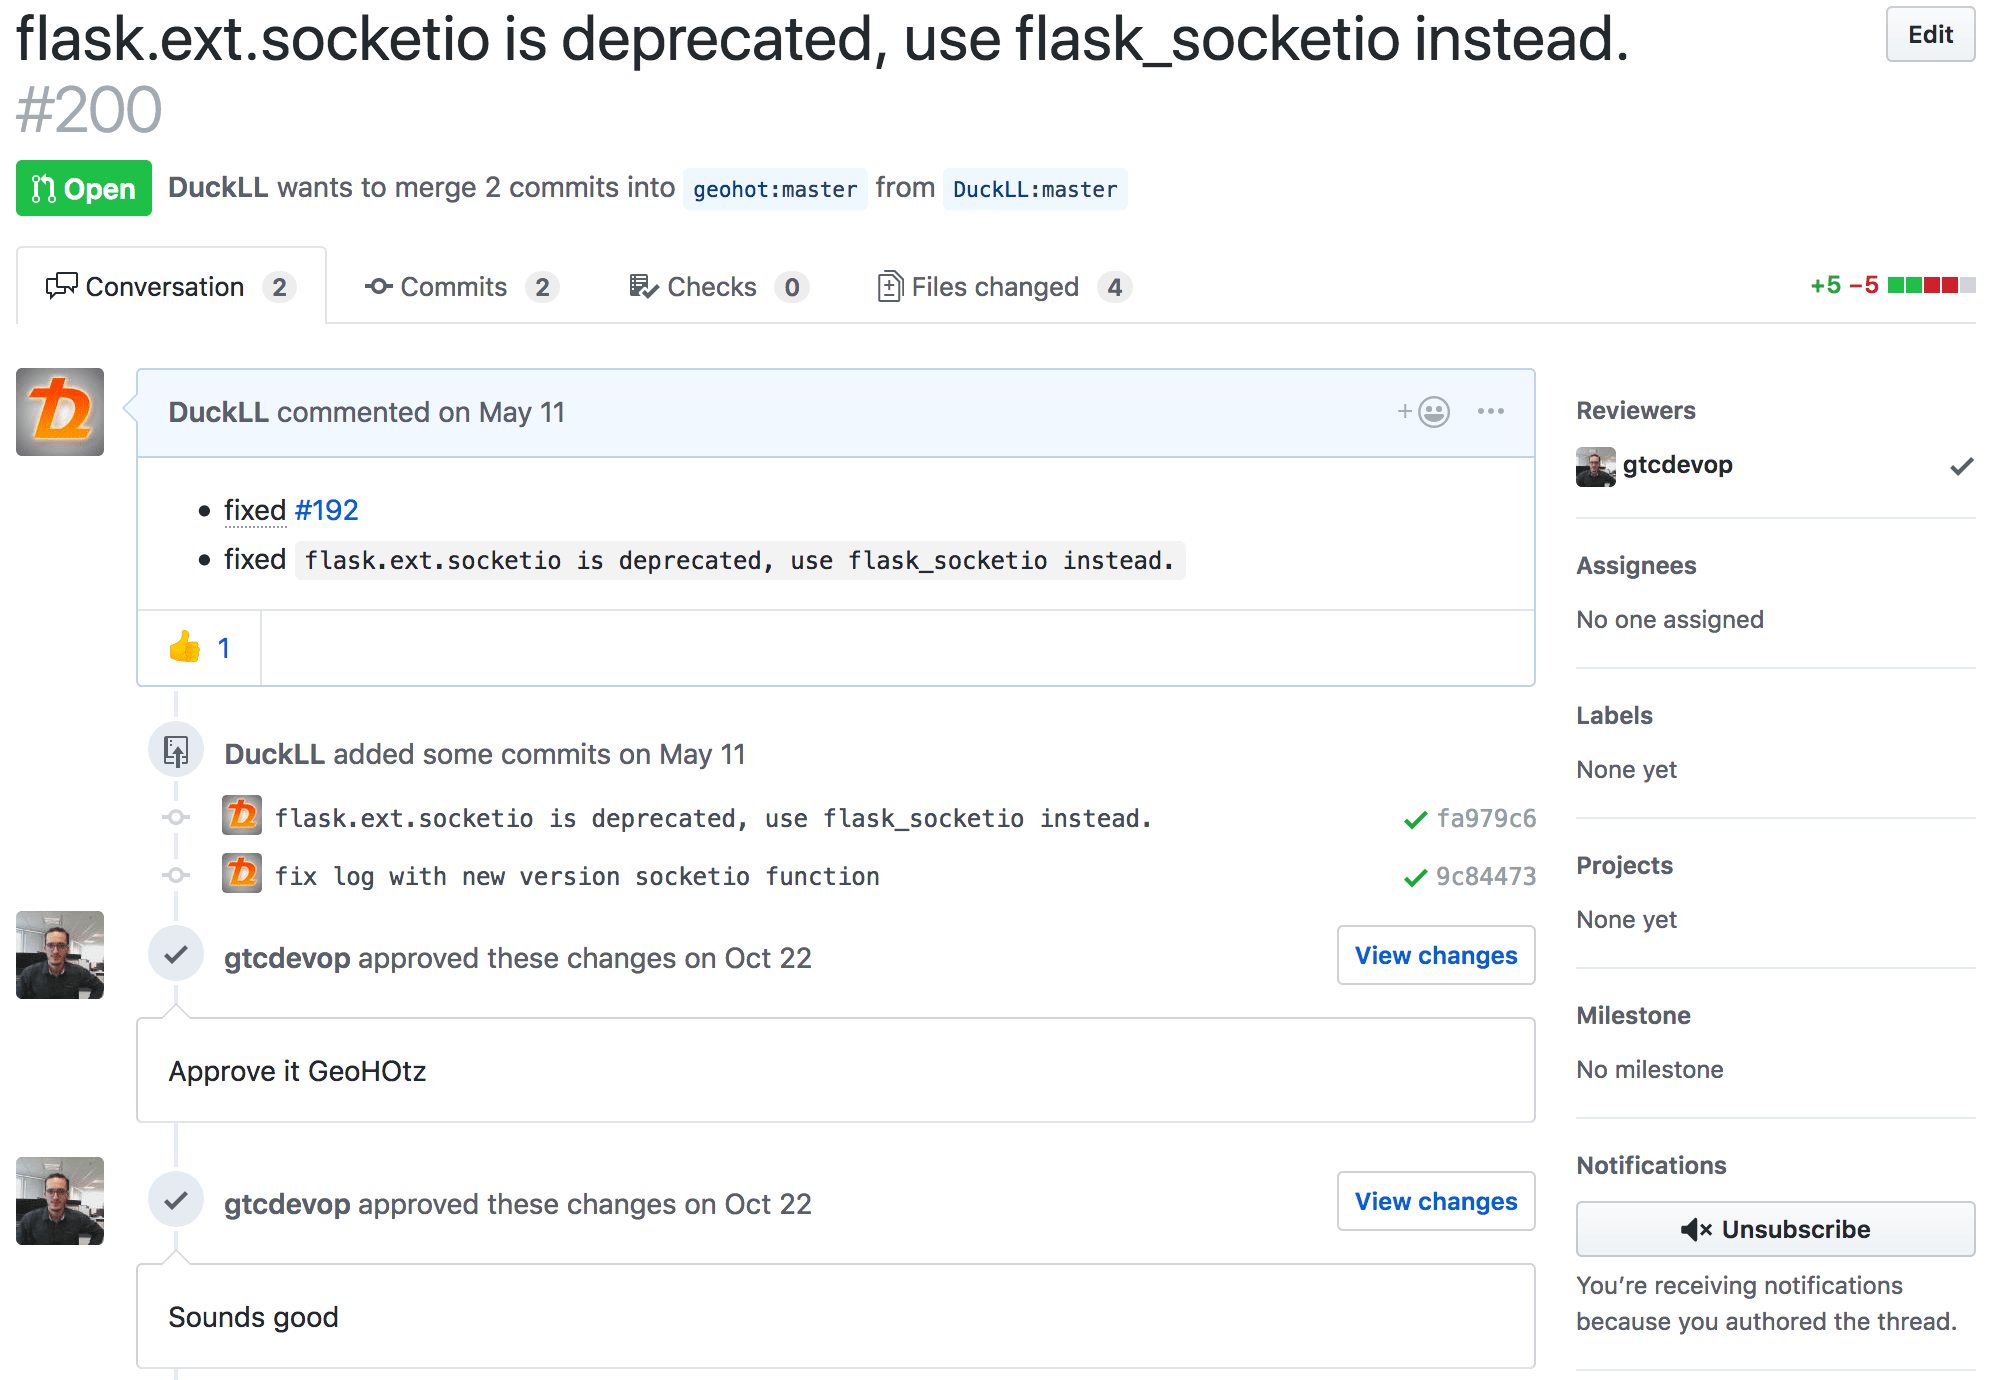 flask.ext.socketio is deprecated, use flask_socketio instead.
#200
Edit
Open
DuckLL wants to merge 2 commits into geohot:master from DuckLL:master
Conversation 2
Commits 2
Checks 0
Files changed 4
+5 −5
DuckLL commented on May 11
fixed #192
fixed flask.ext.socketio is deprecated, use flask_socketio instead.
👍 1
DuckLL added some commits on May 11
flask.ext.socketio is deprecated, use flask_socketio instead. fa979c6
fix log with new version socketio function 9c84473
gtcdevop approved these changes on Oct 22
View changes
Approve it GeoHOtz
gtcdevop approved these changes on Oct 22
View changes
Sounds good
Reviewers
gtcdevop
Assignees
No one assigned
Labels
None yet
Projects
None yet
Milestone
No milestone
Notifications
Unsubscribe
You’re receiving notifications
because you authored the thread.